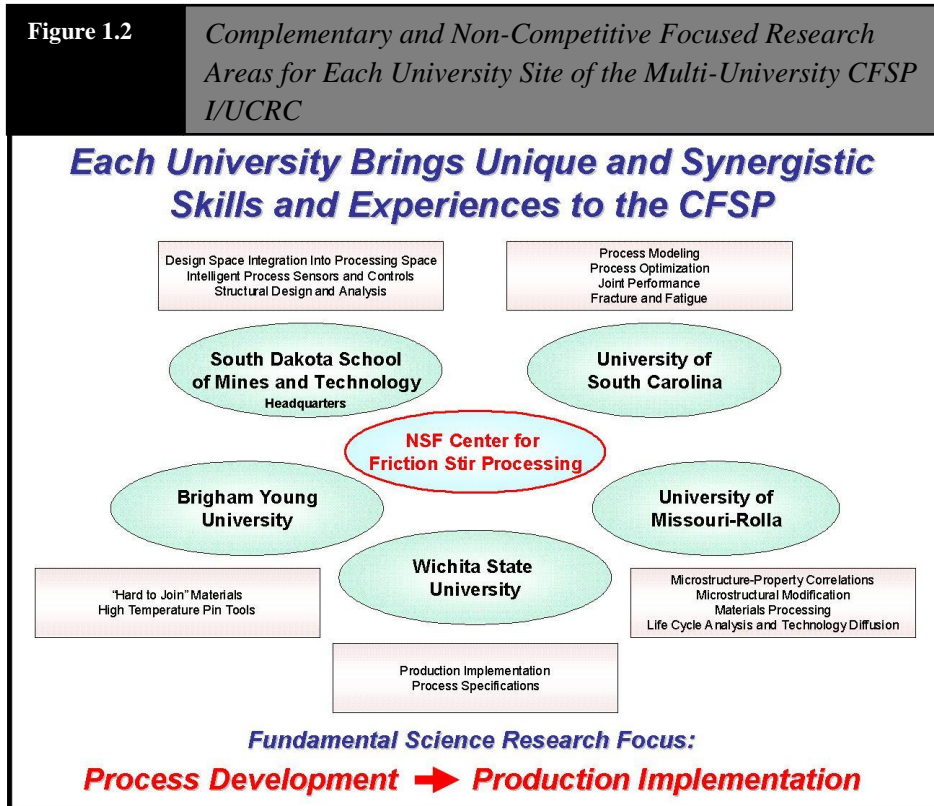 Figure 1.2
Complementary and Non-Competitive Focused Research
Areas for Each University Site of the Multi-University CFSP
I/UCRC
Each University Brings Unique and Synergistic
Skills and Experiences to the CFSP
Design Space Integration Into Processing Space
Intelligent Process Sensors and Controls
Structural Design and Analysis
Process Modeling
Process Optimization
Joint Performance
Fracture and Fatigue
South Dakota School
of Mines and Technology
Headquarters
University of
South Carolina
NSF Center for
Friction Stir Processing
Brigham Young
University
University of
Missouri-Rolla
Wichita State
University
"Hard to Join" Materials
High Temperature Pin Tools
Microstructure-Property Correlations
Microstructural Modification
Materials Processing
Life Cycle Analysis and Technology Diffusion
Production Implementation
Process Specifications
Fundamental Science Research Focus:
Process Development → Production Implementation